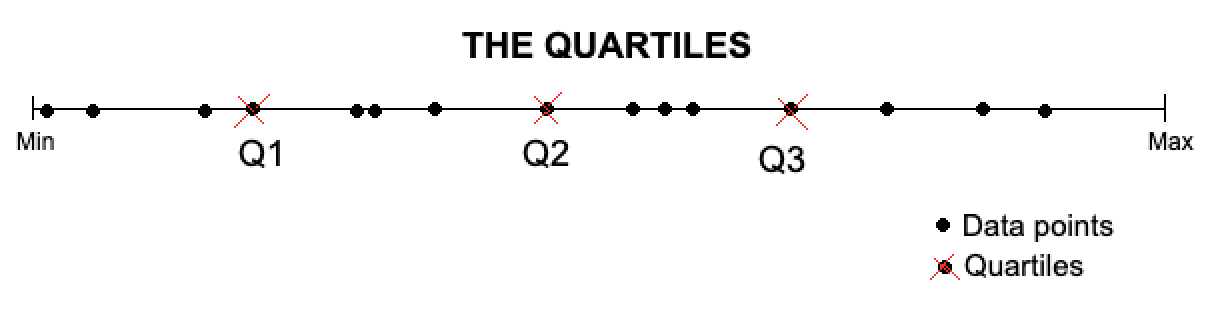 THE QUARTILES
Min
Max
Q1
Q2
Q3
Data points
Quartiles